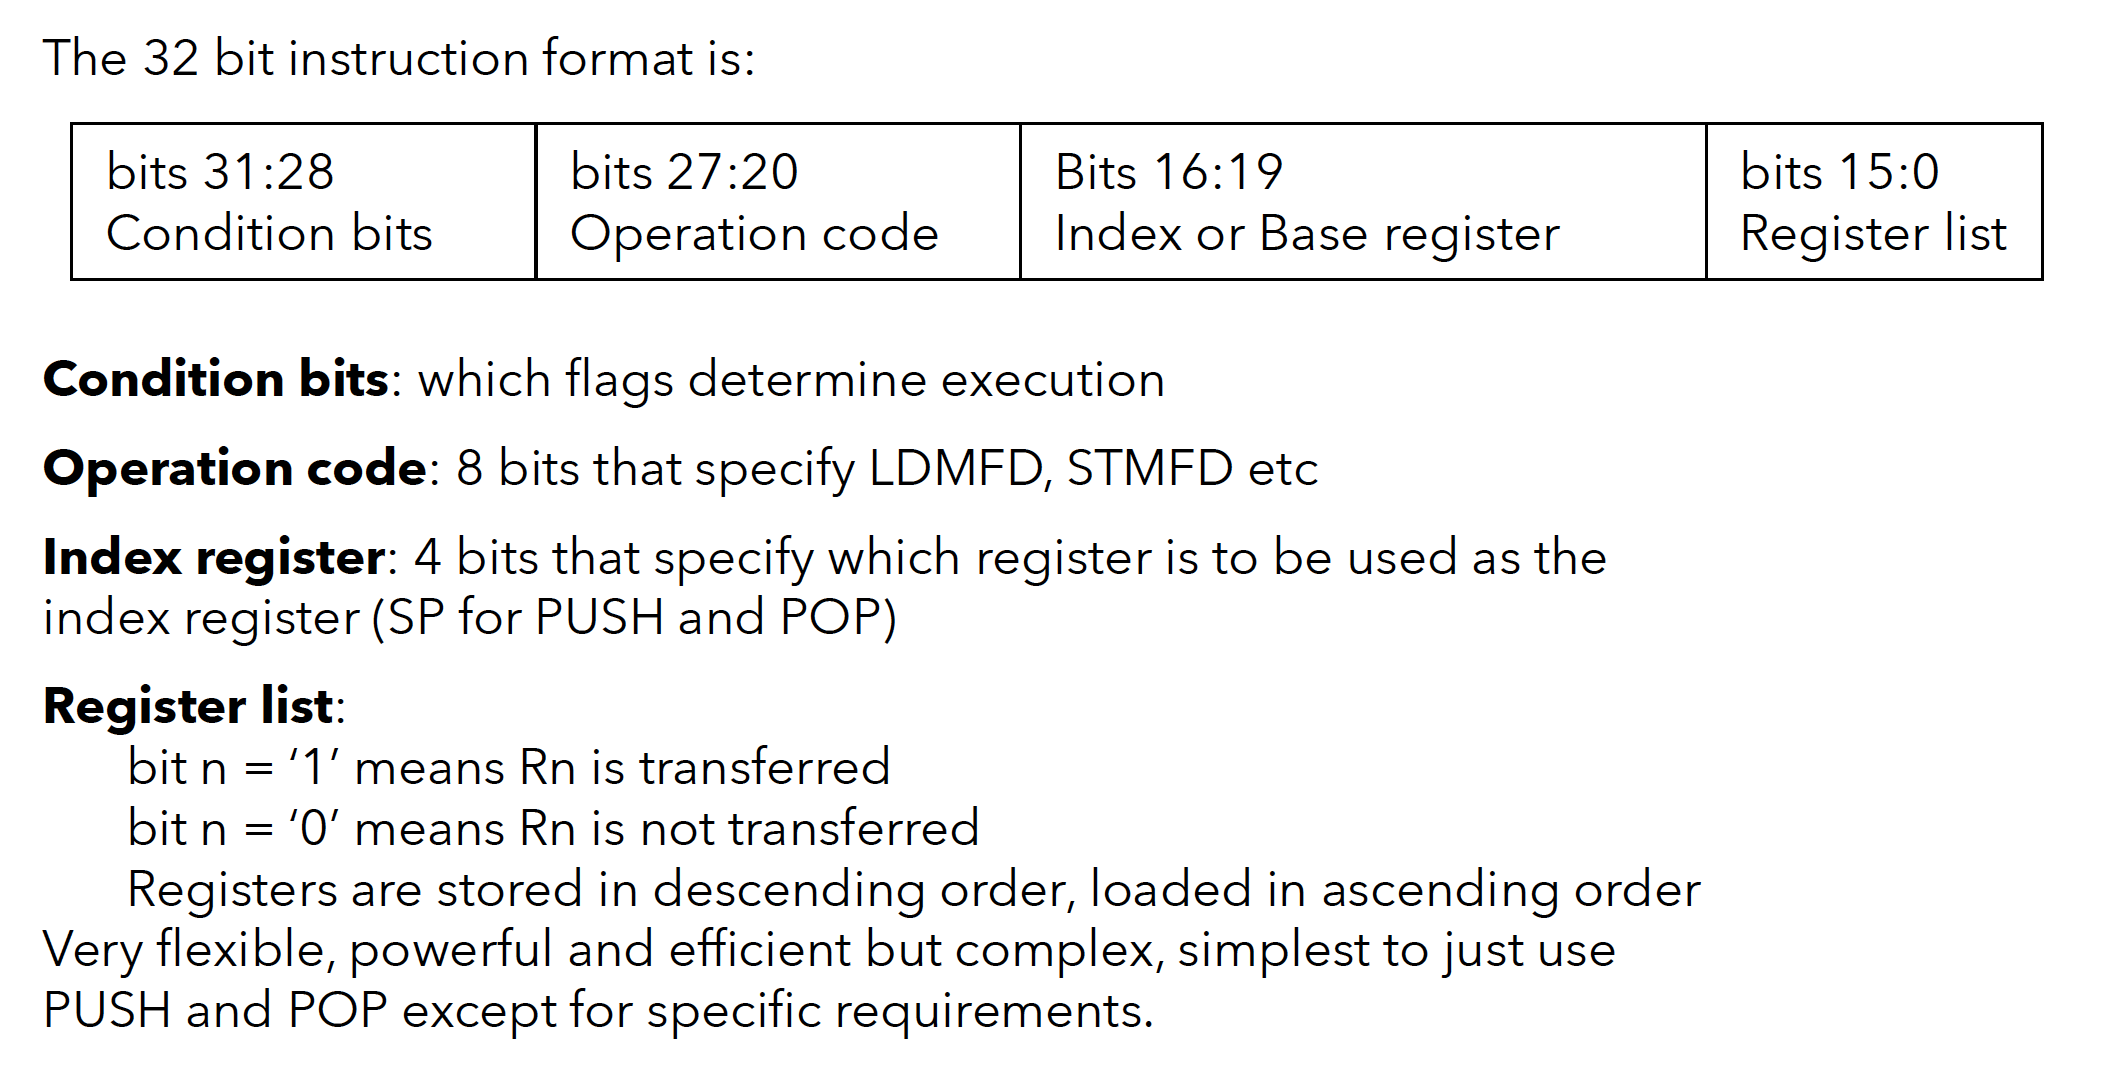 The 32 bit instruction format is:
bits 31:28
Condition bits
bits 27:20
Operation code
Bits 16:19
Index or Base register
bits 15:0
Register list
Condition bits: which flags determine execution
Operation code: 8 bits that specify LDMFD, STMFD etc
Index register: 4 bits that specify which register is to be used as the
index register (SP for PUSH and POP)
Register list:
bit n = ‘1’ means Rn is transferred
bit n = ‘0’ means Rn is not transferred
Registers are stored in descending order, loaded in ascending order
Very flexible, powerful and efficient but complex, simplest to just use
PUSH and POP except for specific requirements.